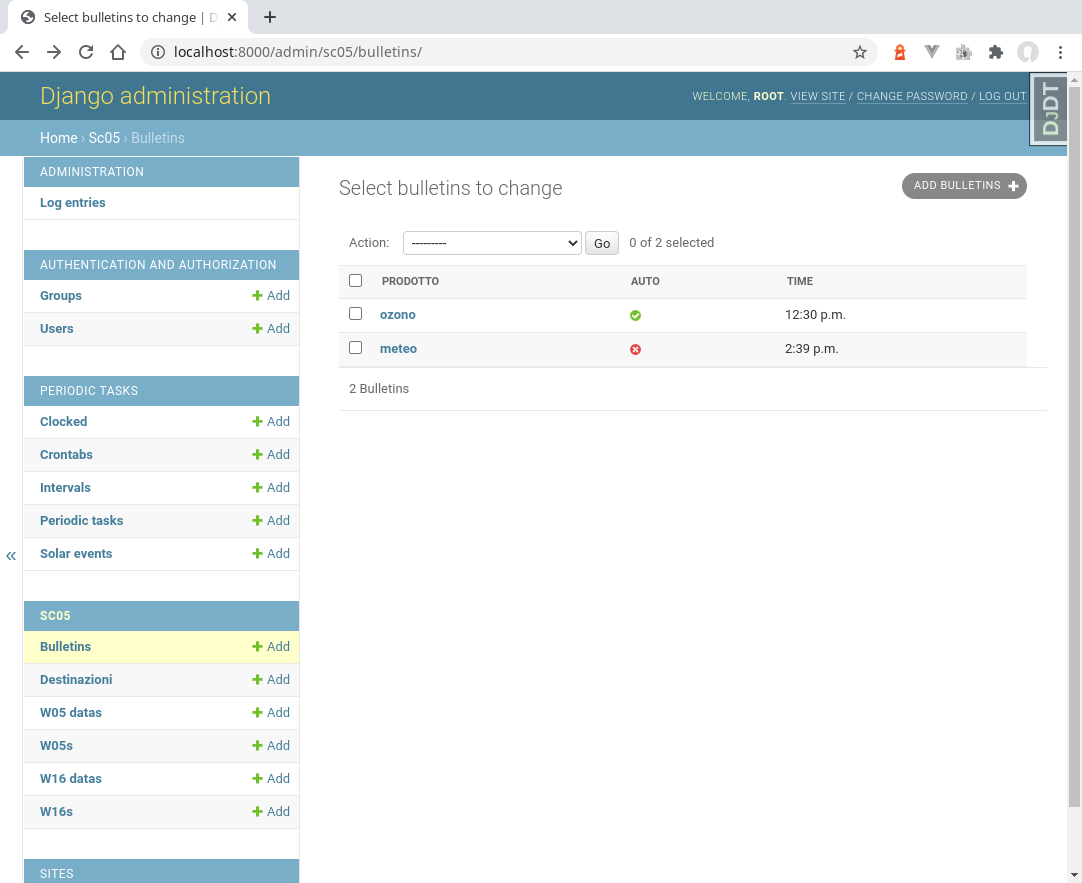 Select bulletins to change | D
localhost:8000/admin/sc05/bulletins/
Django administration
WELCOME, ROOT. VIEW SITE / CHANGE PASSWORD / LOG OUT
DJDT
Home › Sc05 › Bulletins
ADMINISTRATION
Log entries
AUTHENTICATION AND AUTHORIZATION
Groups + Add
Users + Add
PERIODIC TASKS
Clocked + Add
Crontabs + Add
Intervals + Add
Periodic tasks + Add
Solar events + Add
«
SC05
Bulletins + Add
Destinazioni + Add
W05 datas + Add
W05s + Add
W16 datas + Add
W16s + Add
SITES
Select bulletins to change
ADD BULLETINS +
Action: --------- Go 0 of 2 selected
PRODOTTO AUTO TIME
ozono 12:30 p.m.
meteo 2:39 p.m.
2 Bulletins